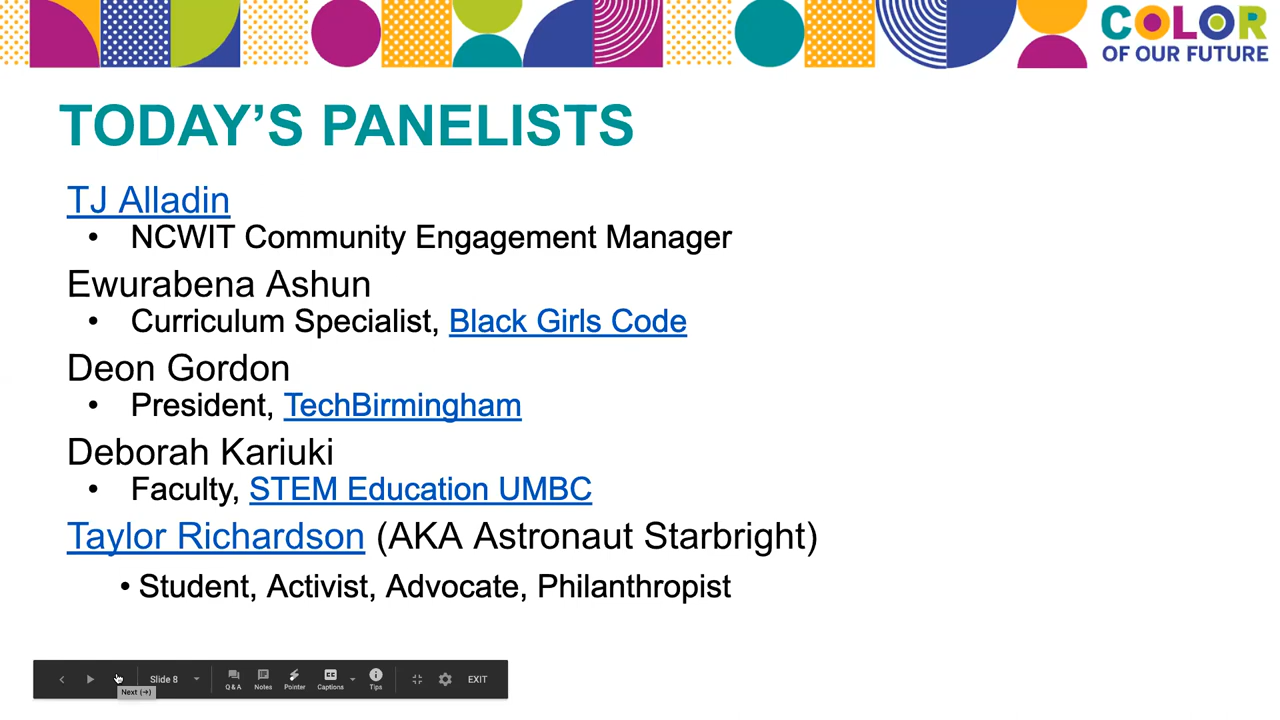 COLOR
OF OUR FUTURE
TODAY’S PANELISTS
TJ Alladin
• NCWIT Community Engagement Manager
Ewurabena Ashun
• Curriculum Specialist, Black Girls Code
Deon Gordon
• President, TechBirmingham
Deborah Kariuki
• Faculty, STEM Education UMBC
Taylor Richardson (AKA Astronaut Starbright)
• Student, Activist, Advocate, Philanthropist
Slide 8 Q&A Notes Pointer CC Captions Tips EXIT
Next (→)